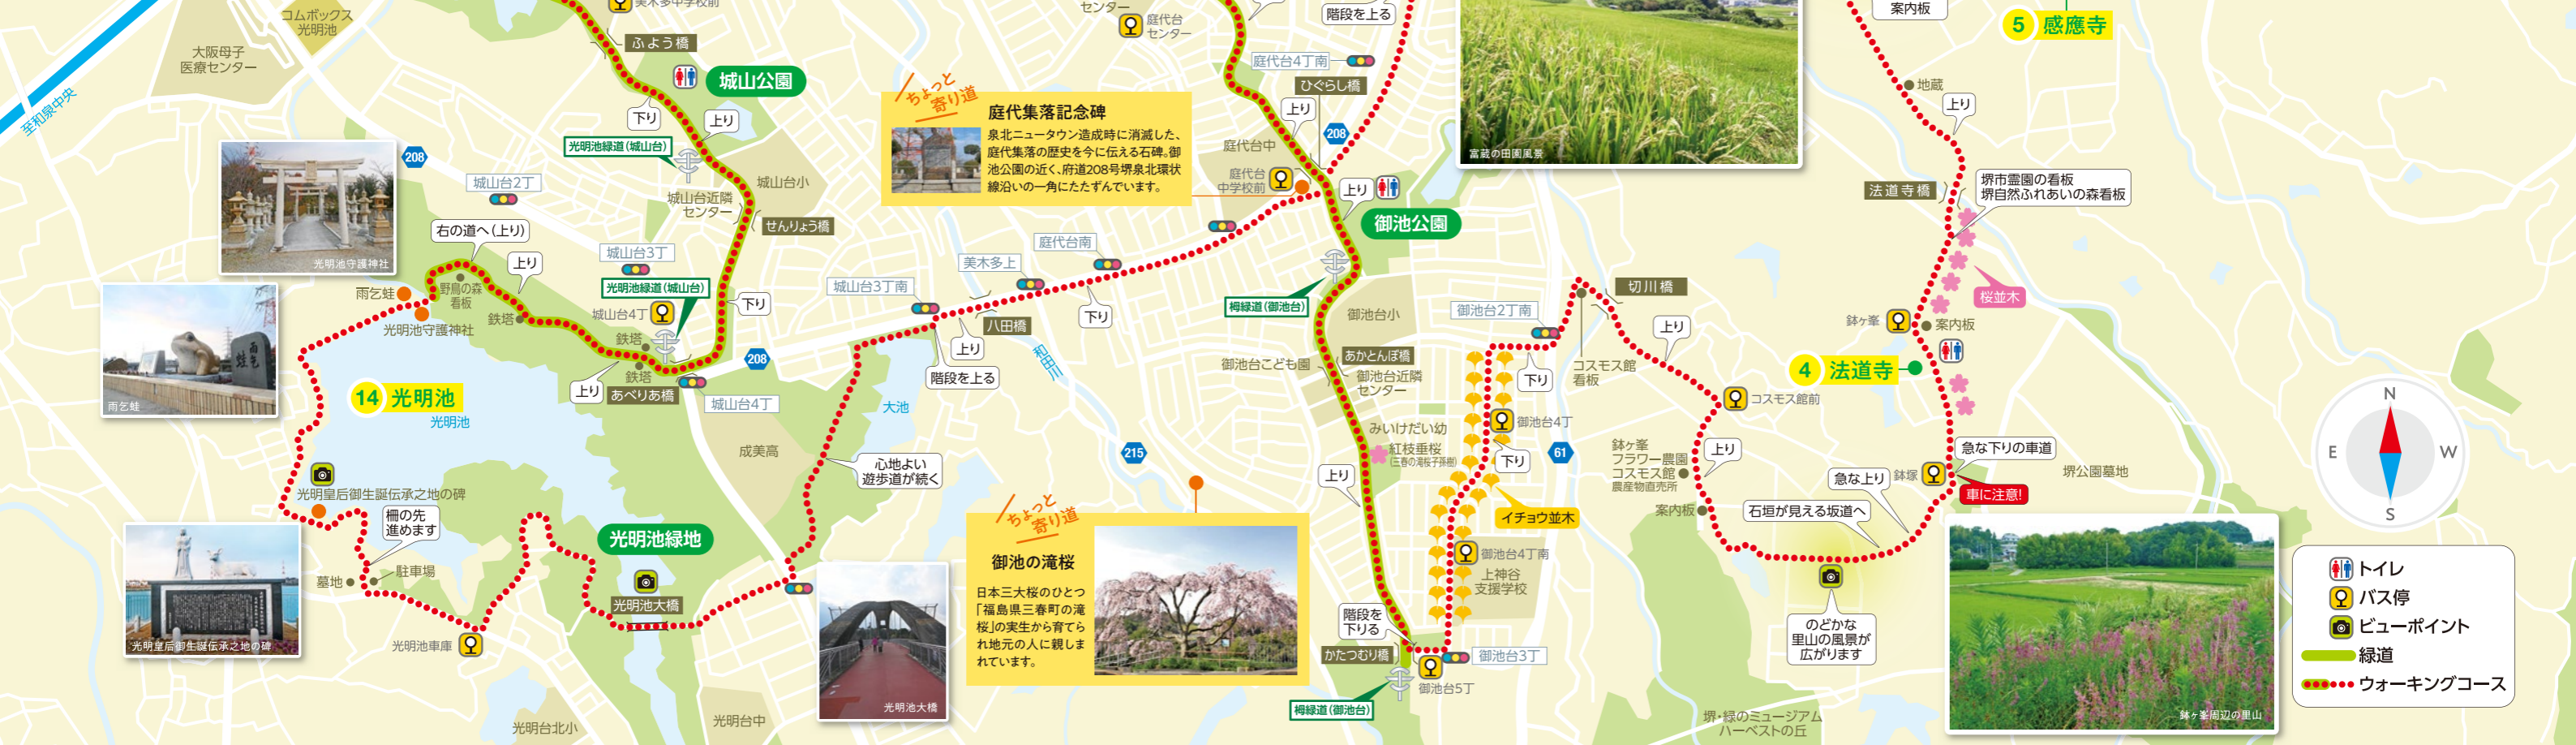 コムボックス
光明池
大阪母子
医療センター
至和泉中央
美木多中学校前
ふよう橋
城山公園
下り
上り
光明池緑道(城山台)
208
城山台2丁
城山台小
城山台近隣
センター
せんりょう橋
光明池守護神社
右の道へ(上り)
上り
城山台3丁
光明池緑道(城山台)
城山台4丁
下り
雨乞蛙
野鳥の森
看板
光明池守護神社
鉄塔
鉄塔
鉄塔
上り
あべりあ橋
208
城山台4丁
雨乞蛙
雨乞
蛙
14 光明池
光明池
光明皇后御生誕伝承之地の碑
柵の先
進めます
墓地
駐車場
光明皇后御生誕伝承之地の碑
光明池車庫
光明池緑地
光明池大橋
光明台北小
光明台中
光明池大橋
成美高
心地よい
遊歩道が続く
大池
城山台3丁南
八田橋
上り
階段を上る
美木多上
庭代台南
下り
和田川
215
センター
庭代台
センター
階段を上る
ちょっと
寄り道
庭代集落記念碑
泉北ニュータウン造成時に消滅した、
庭代集落の歴史を今に伝える石碑。御
池公園の近く、府道208号堺泉北環状
線沿いの一角にたたずんでいます。
庭代台4丁南
ひぐらし橋
上り
208
庭代台中
庭代台
中学校前
上り
御池公園
栂緑道(御池台)
御池台小
御池台こども園
あかとんぼ橋
御池台近隣
センター
みいけだい幼
紅枝垂桜
(三春の滝桜子孫樹)
上り
ちょっと
寄り道
御池の滝桜
日本三大桜のひとつ
「福島県三春町の滝
桜」の実生から育てら
れ地元の人に親しま
れています。
階段を
下りる
かたつむり橋
栂緑道(御池台)
御池台5丁
御池台3丁
御池台4丁南
上神谷
支援学校
イチョウ並木
下り
御池台4丁
61
御池台2丁南
下り
切川橋
コスモス館
看板
上り
コスモス館前
鉢ヶ峯
フラワー農園
コスモス館
農産物直売所
上り
案内板
富蔵の田園風景
案内板
5 感應寺
地蔵
上り
法道寺橋
堺市霊園の看板
堺自然ふれあいの森看板
桜並木
鉢ヶ峯
案内板
4 法道寺
急な下りの車道
急な上り
鉢塚
車に注意!
石垣が見える坂道へ
堺公園墓地
のどかな
里山の風景が
広がります
堺・緑のミュージアム
ハーベストの丘
鉢ヶ峯周辺の里山
N
E
W
S
トイレ
バス停
ビューポイント
緑道
ウォーキングコース